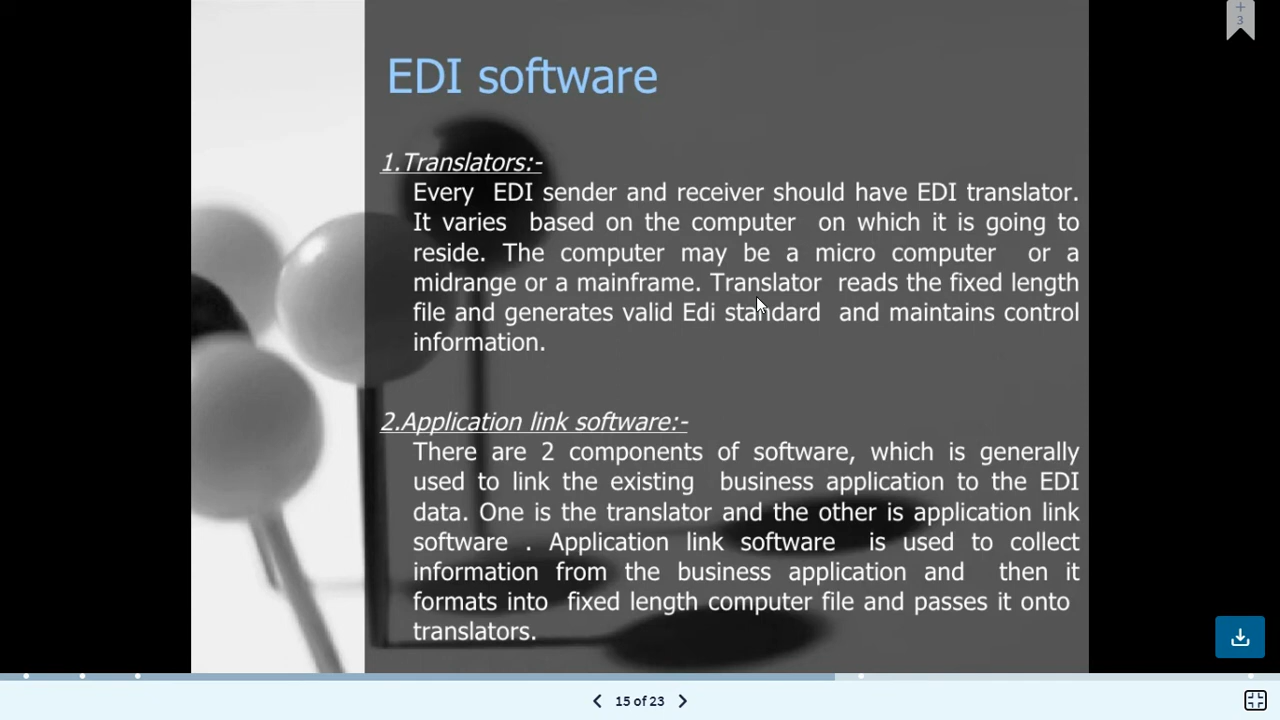 +
3
EDI software
1.Translators:-
Every EDI sender and receiver should have EDI translator.
It varies based on the computer on which it is going to
reside. The computer may be a micro computer or a
midrange or a mainframe. Translator reads the fixed length
file and generates valid Edi standard and maintains control
information.
2.Application link software:-
There are 2 components of software, which is generally
used to link the existing business application to the EDI
data. One is the translator and the other is application link
software . Application link software is used to collect
information from the business application and then it
formats into fixed length computer file and passes it onto
translators.
15 of 23